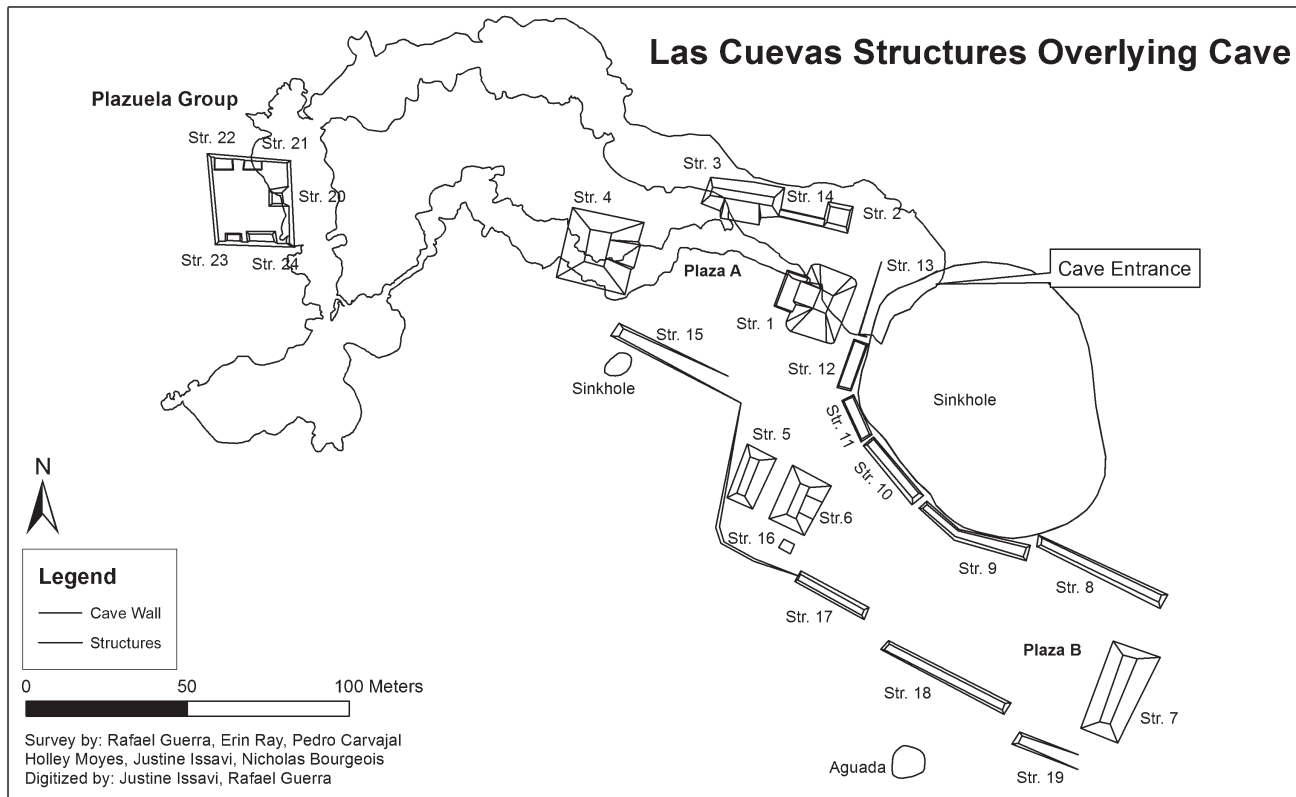 Las Cuevas Structures Overlying Cave
Plazuela Group
Str. 22
Str. 21
Str. 20
Str. 23
Str. 24
Str. 3
Str. 14
Str. 2
Str. 4
Plaza A
Str. 13
Cave Entrance
Str. 1
Str. 15
Sinkhole
Str. 12
Sinkhole
Str. 11
Str. 10
Str. 5
Str.6
Str. 16
Str. 9
Str. 8
Str. 17
Plaza B
Str. 18
Str. 7
Aguada
Str. 19
N
Legend
Cave Wall
Structures
0 50 100 Meters
Survey by: Rafael Guerra, Erin Ray, Pedro Carvajal
Holley Moyes, Justine Issavi, Nicholas Bourgeois
Digitized by: Justine Issavi, Rafael Guerra